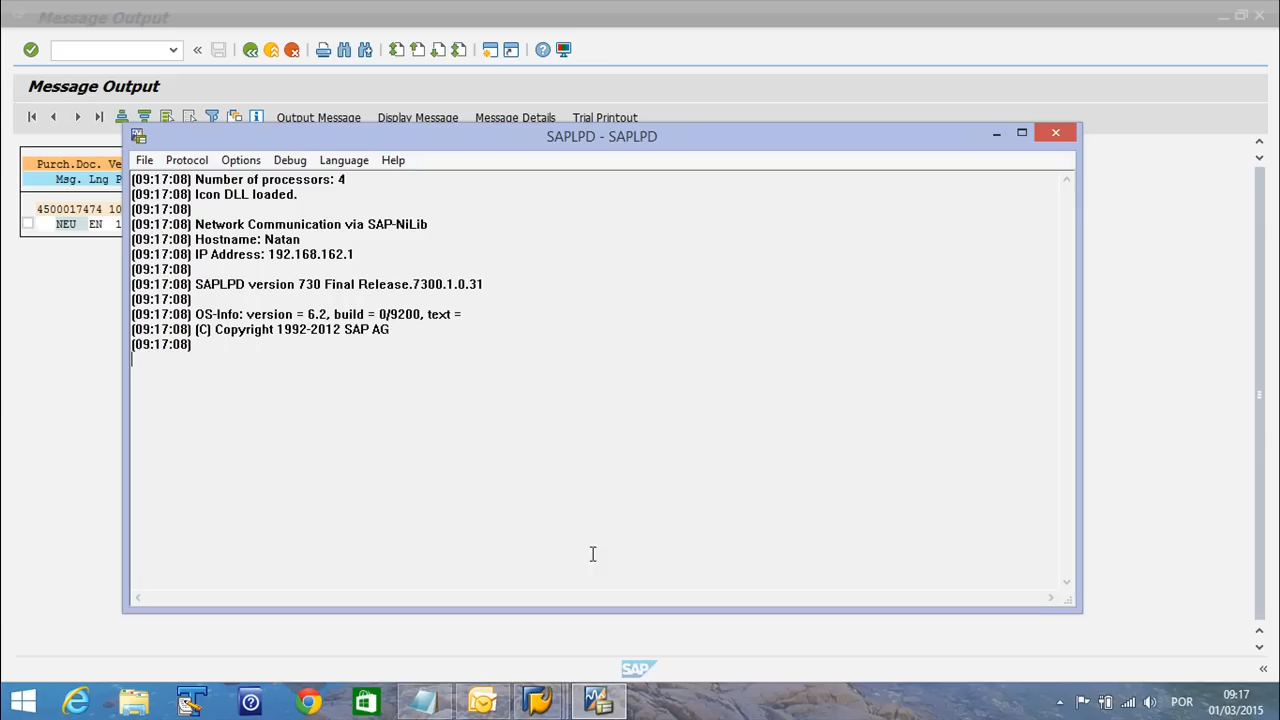 Message Output
Message Output
Output Message Display Message Message Details Trial Printout
SAPLPD - SAPLPD
File Protocol Options Debug Language Help
Purch.Doc. Ve
Msg. Lng P
4500017474 10
NEU EN 1
(09:17:08) Number of processors: 4
(09:17:08) Icon DLL loaded.
(09:17:08)
(09:17:08) Network Communication via SAP-NiLib
(09:17:08) Hostname: Natan
(09:17:08) IP Address: 192.168.162.1
(09:17:08)
(09:17:08) SAPLPD version 730 Final Release.7300.1.0.31
(09:17:08)
(09:17:08) OS-Info: version = 6.2, build = 0/9200, text =
(09:17:08) (C) Copyright 1992-2012 SAP AG
(09:17:08)
SAP
POR
09:17
01/03/2015